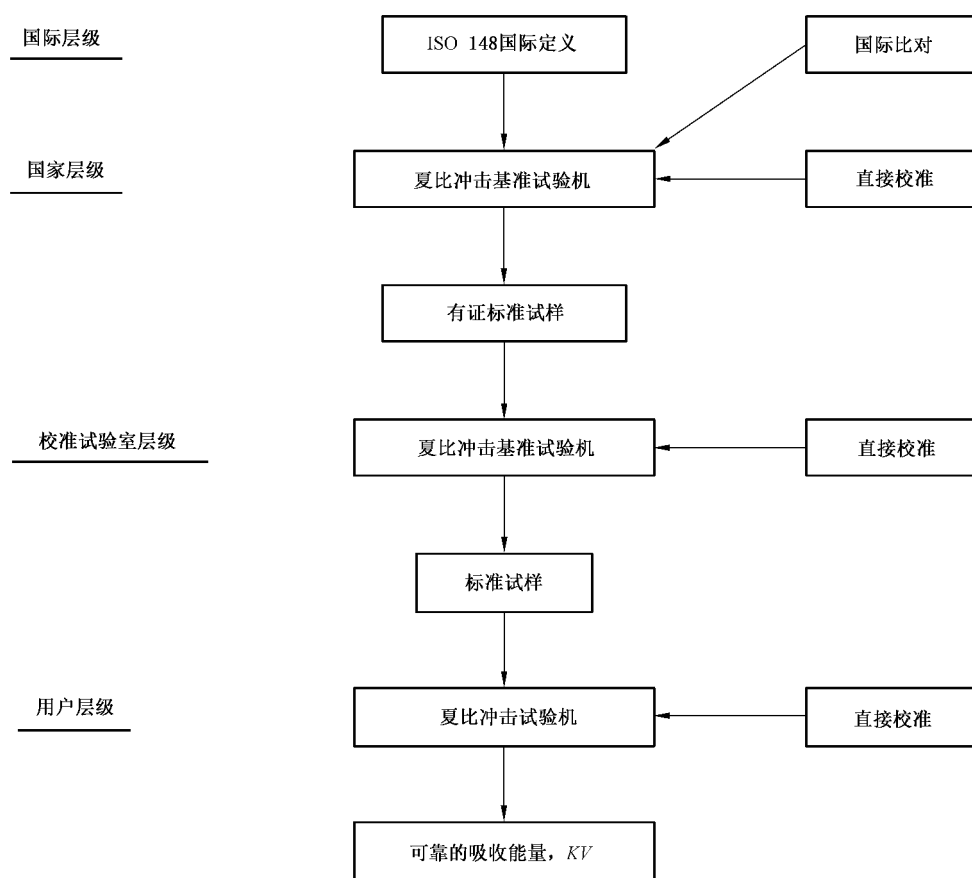 国际层级
ISO 148国际定义
国际比对
国家层级
夏比冲击基准试验机
直接校准
有证标准试样
校准试验室层级
夏比冲击基准试验机
直接校准
标准试样
用户层级
夏比冲击试验机
直接校准
可靠的吸收能量，KV